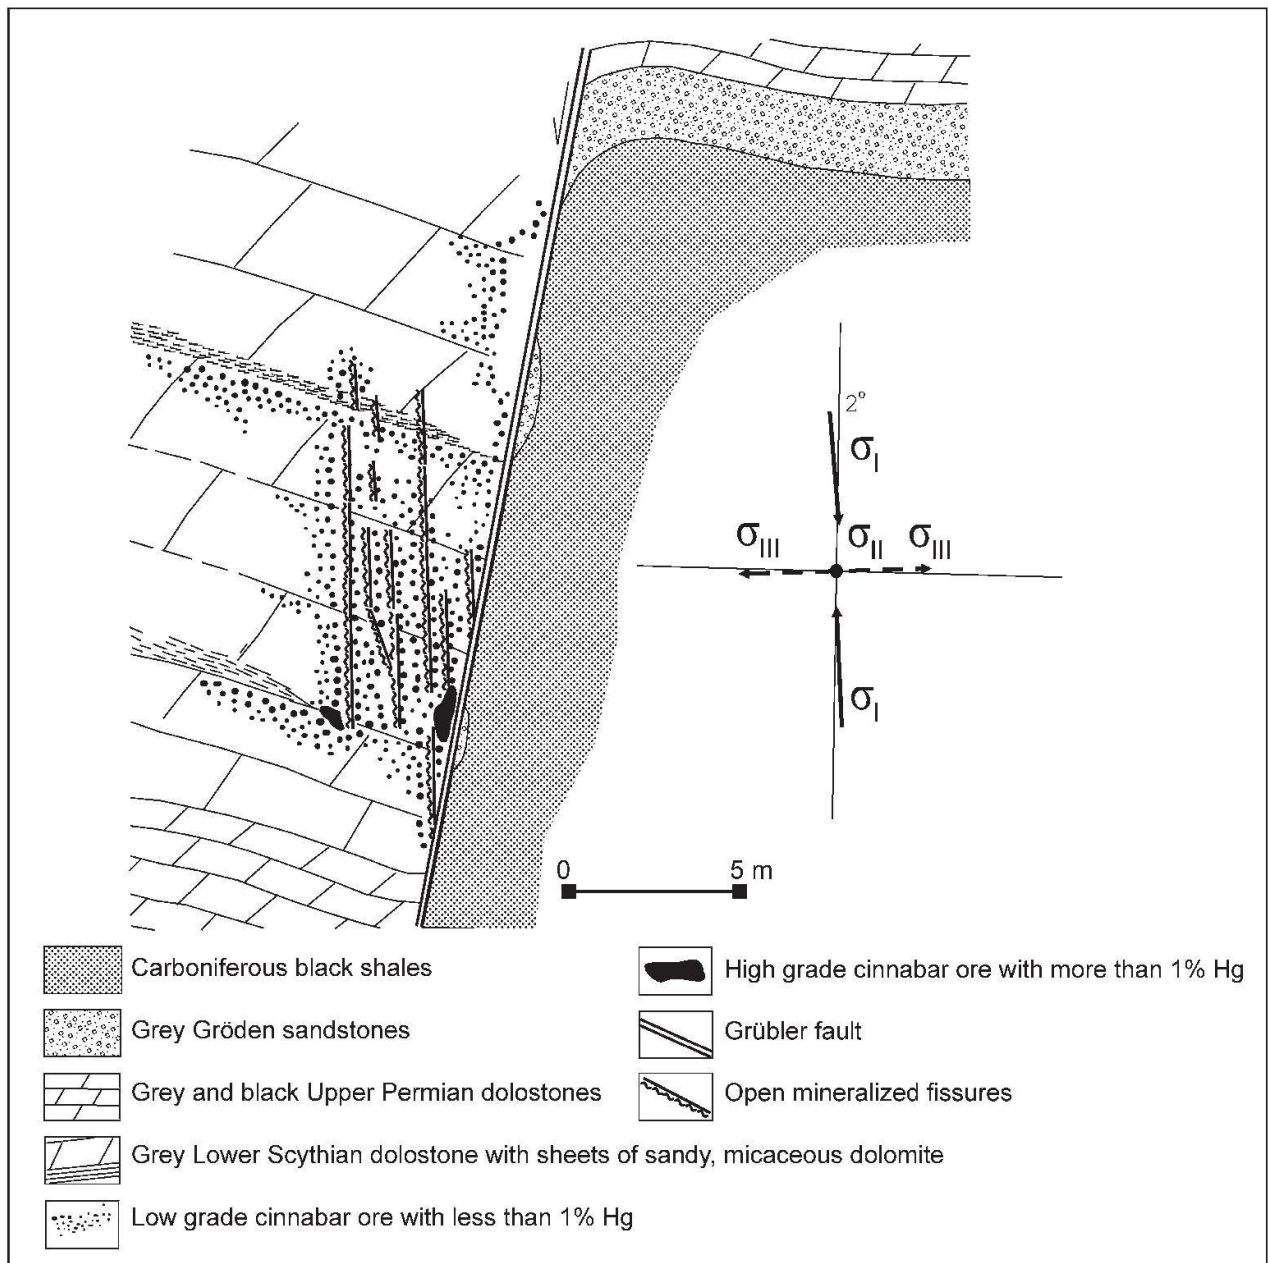 2°
σI
σIII
σII
σIII
σI
0
5 m
Carboniferous black shales
High grade cinnabar ore with more than 1% Hg
Grey Gröden sandstones
Grübler fault
Grey and black Upper Permian dolostones
Open mineralized fissures
Grey Lower Scythian dolostone with sheets of sandy, micaceous dolomite
Low grade cinnabar ore with less than 1% Hg